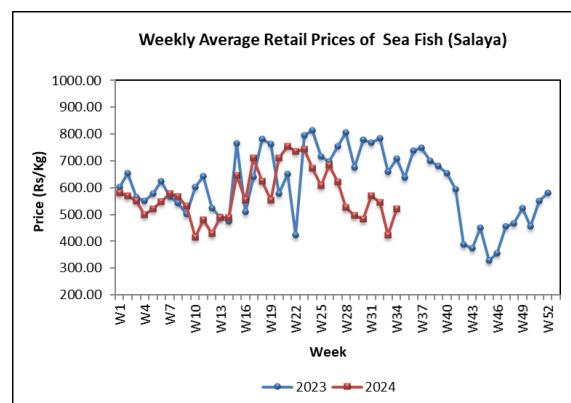 Weekly Average Retail Prices of Sea Fish (Salaya)
1000.00
900.00
800.00
700.00
600.00
500.00
400.00
300.00
200.00
Price (Rs/Kg)
W1
W4
W7
W10
W13
W16
W19
W22
W25
W28
W31
W34
W37
W40
W43
W46
W49
W52
Week
2023
2024